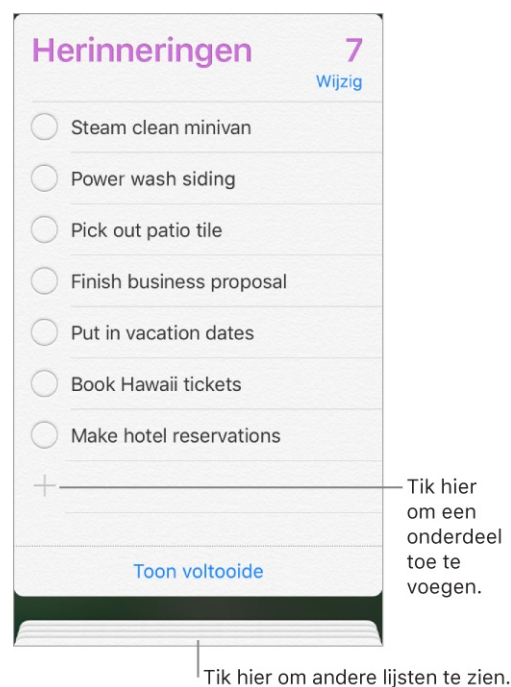 Herinneringen 7
Wijzig
Steam clean minivan
Power wash siding
Pick out patio tile
Finish business proposal
Put in vacation dates
Book Hawaii tickets
Make hotel reservations
Tik hier
om een
onderdeel
toe te
voegen.
Toon voltooide
Tik hier om andere lijsten te zien.